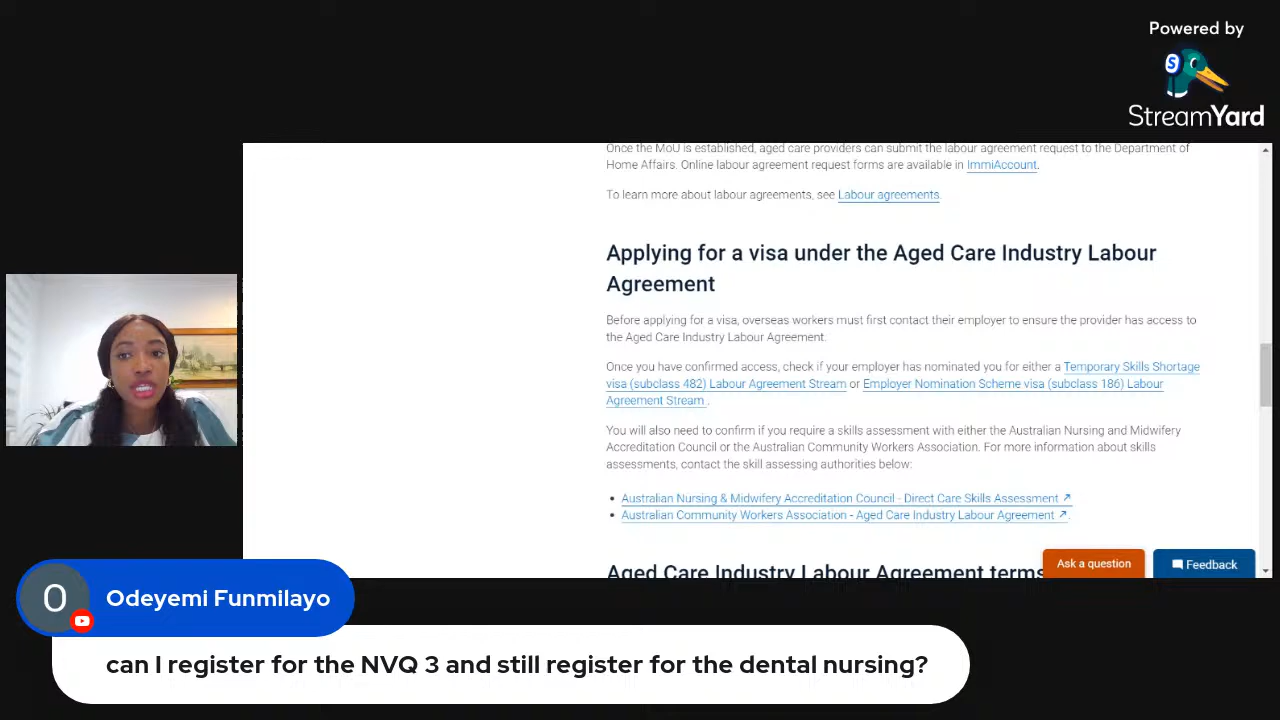 Powered by
StreamYard
Once the MoU is established, aged care providers can submit the labour agreement request to the Department of
Home Affairs. Online labour agreement request forms are available in ImmiAccount.
To learn more about labour agreements, see Labour agreements.
Applying for a visa under the Aged Care Industry Labour
Agreement
Before applying for a visa, overseas workers must first contact their employer to ensure the provider has access to
the Aged Care Industry Labour Agreement.
Once you have confirmed access, check if your employer has nominated you for either a Temporary Skills Shortage
visa (subclass 482) Labour Agreement Stream or Employer Nomination Scheme visa (subclass 186) Labour
Agreement Stream .
You will also need to confirm if you require a skills assessment with either the Australian Nursing and Midwifery
Accreditation Council or the Australian Community Workers Association. For more information about skills
assessments, contact the skill assessing authorities below:
• Australian Nursing & Midwifery Accreditation Council - Direct Care Skills Assessment
• Australian Community Workers Association - Aged Care Industry Labour Agreement .
Aged Care Industry Labour Agreement terms
Ask a question
Feedback
O
Odeyemi Funmilayo
can I register for the NVQ 3 and still register for the dental nursing?